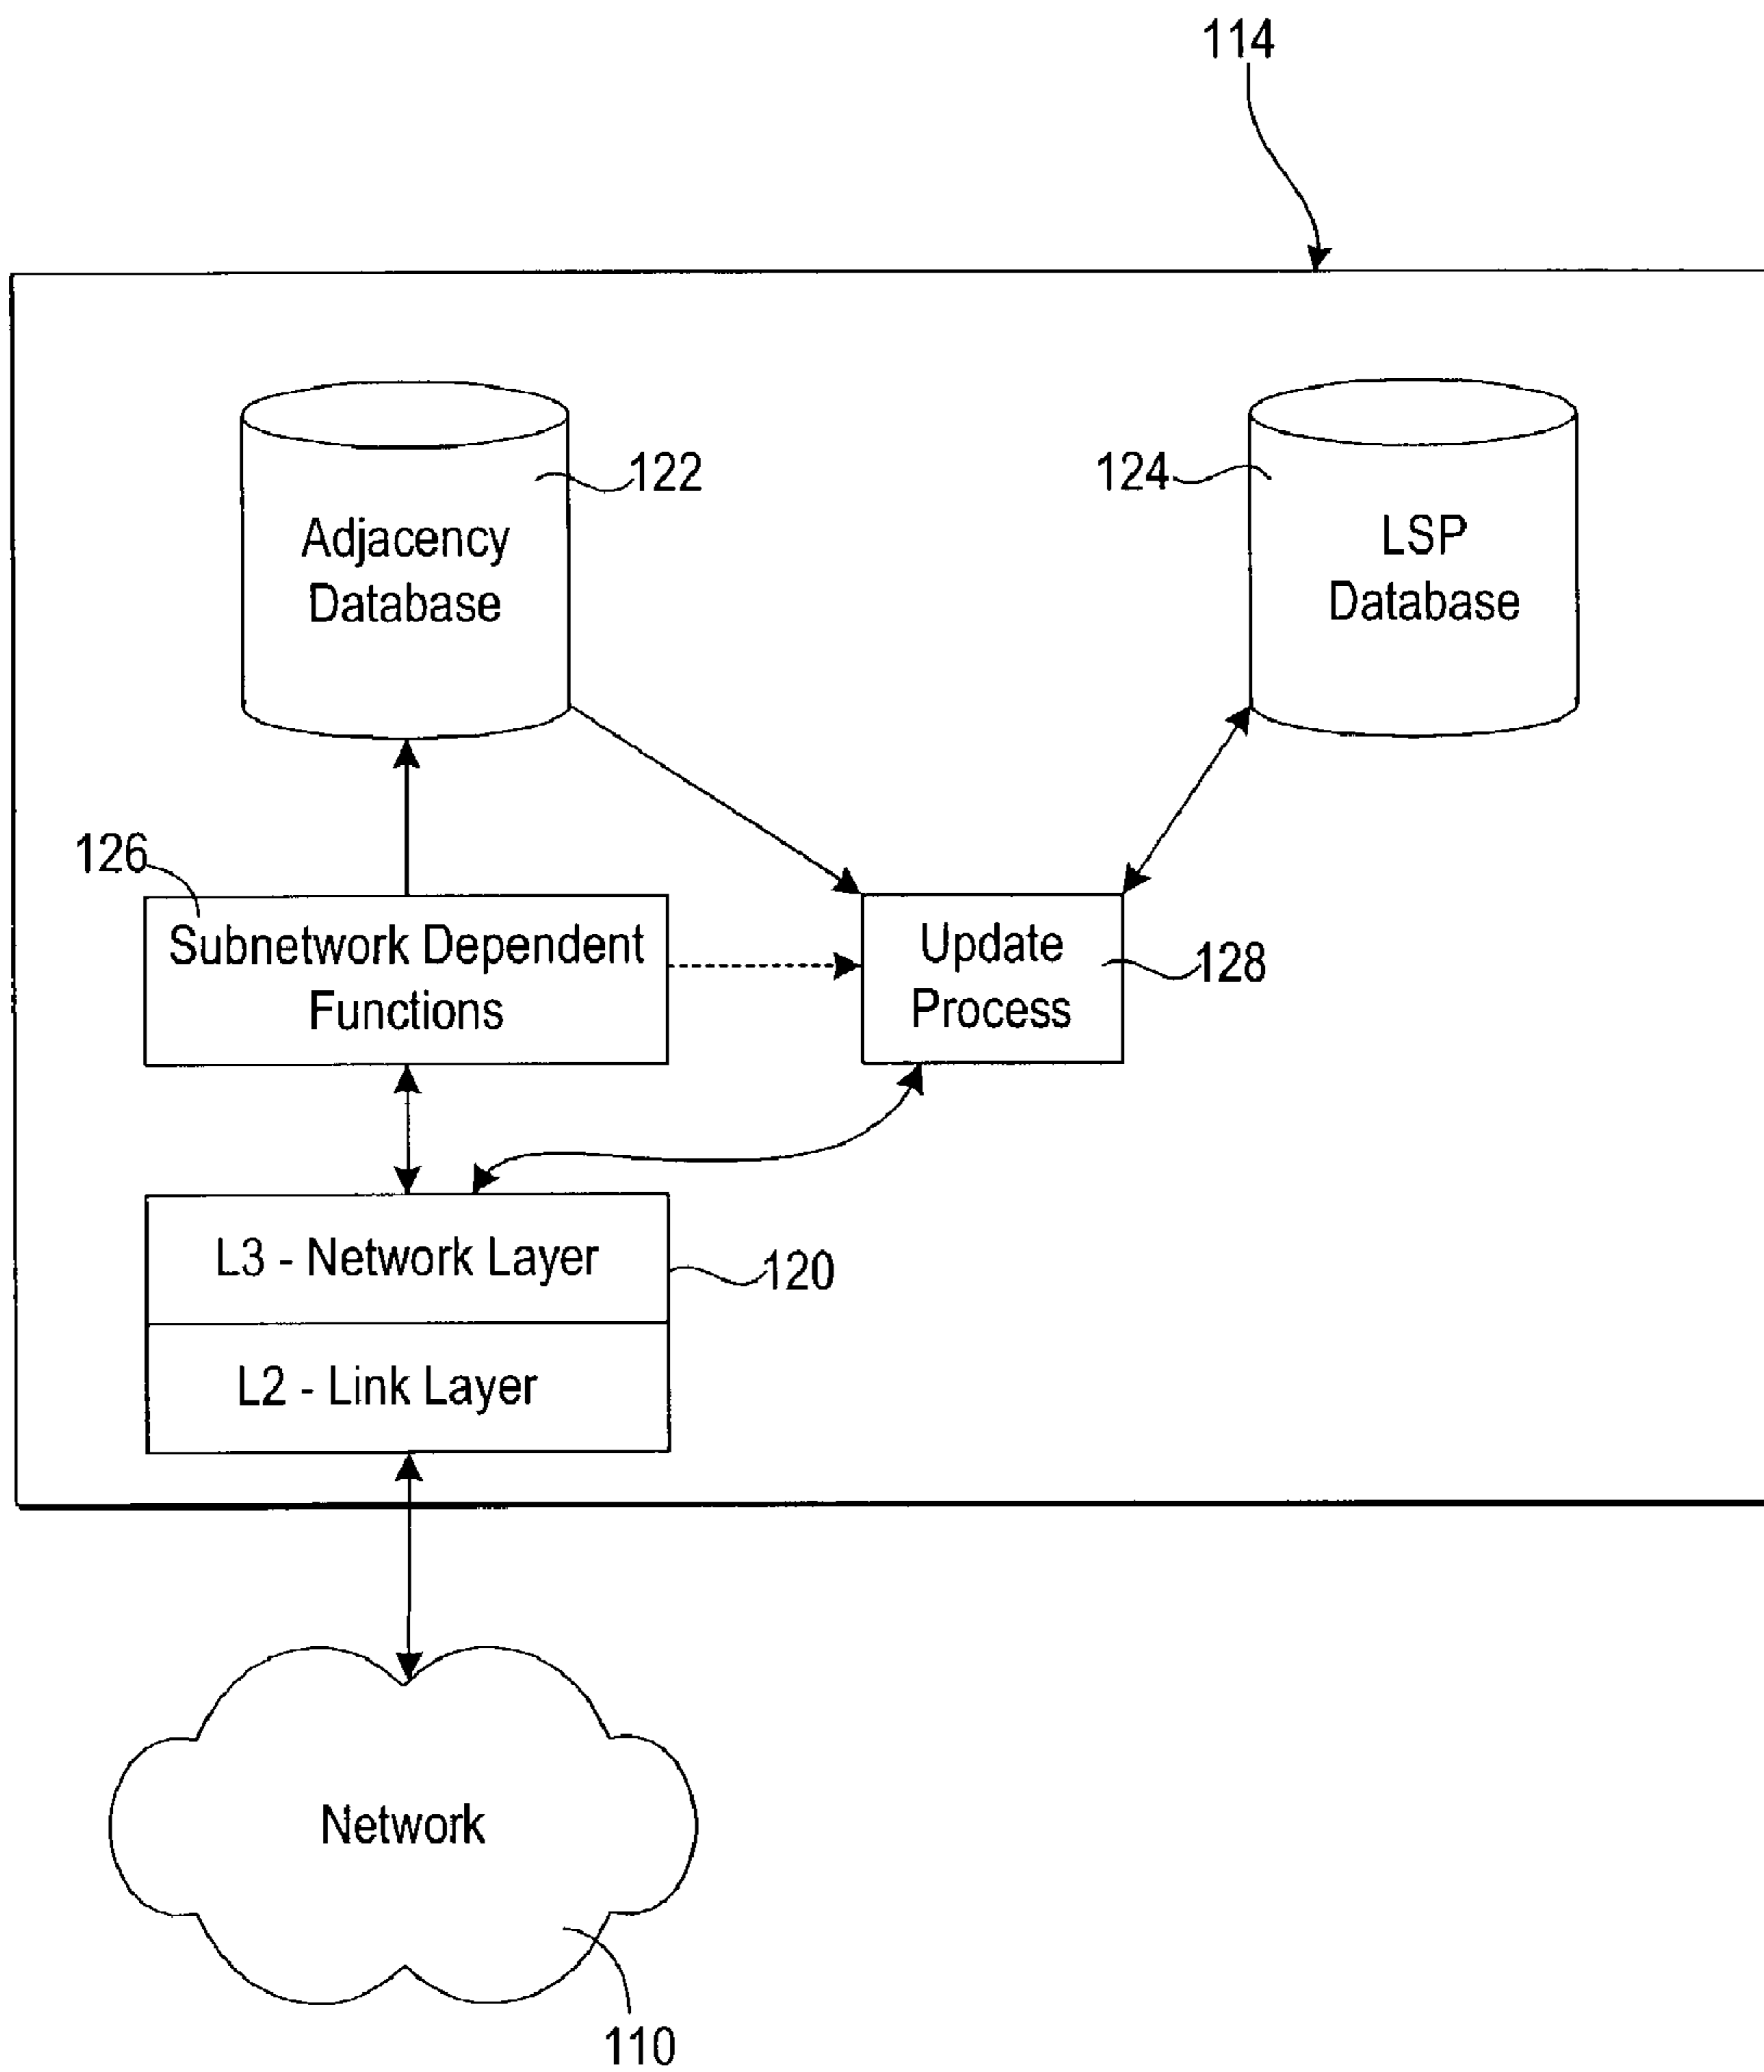 114
122
Adjacency
Database
124
LSP
Database
126
Subnetwork Dependent
Functions
Update
Process
128
L3 - Network Layer
120
L2 - Link Layer
Network
110